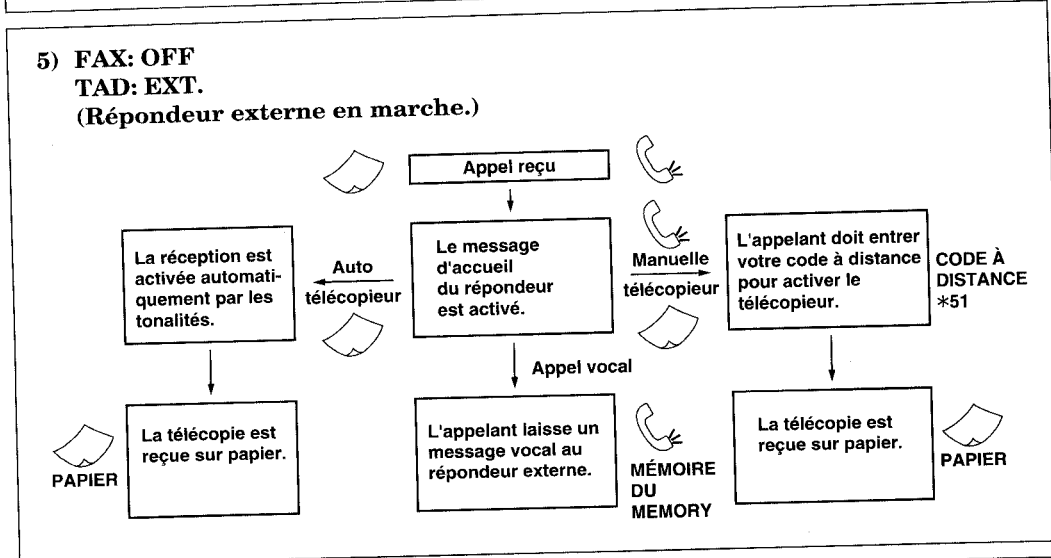 5) FAX: OFF
TAD: EXT.
(Répondeur externe en marche.)
Appel reçu
La réception est
activée automati-
quement par les
tonalités.
Auto
télécopieur
Le message
d'accueil
du répondeur
est activé.
Manuelle
télécopieur
L'appelant doit entrer
votre code à distance
pour activer le
télécopieur.
CODE À
DISTANCE
*51
Appel vocal
PAPIER
La télécopie est
reçue sur papier.
L'appelant laisse un
message vocal au
répondeur externe.
MÉMOIRE
DU
MEMORY
La télécopie est
reçue sur papier.
PAPIER